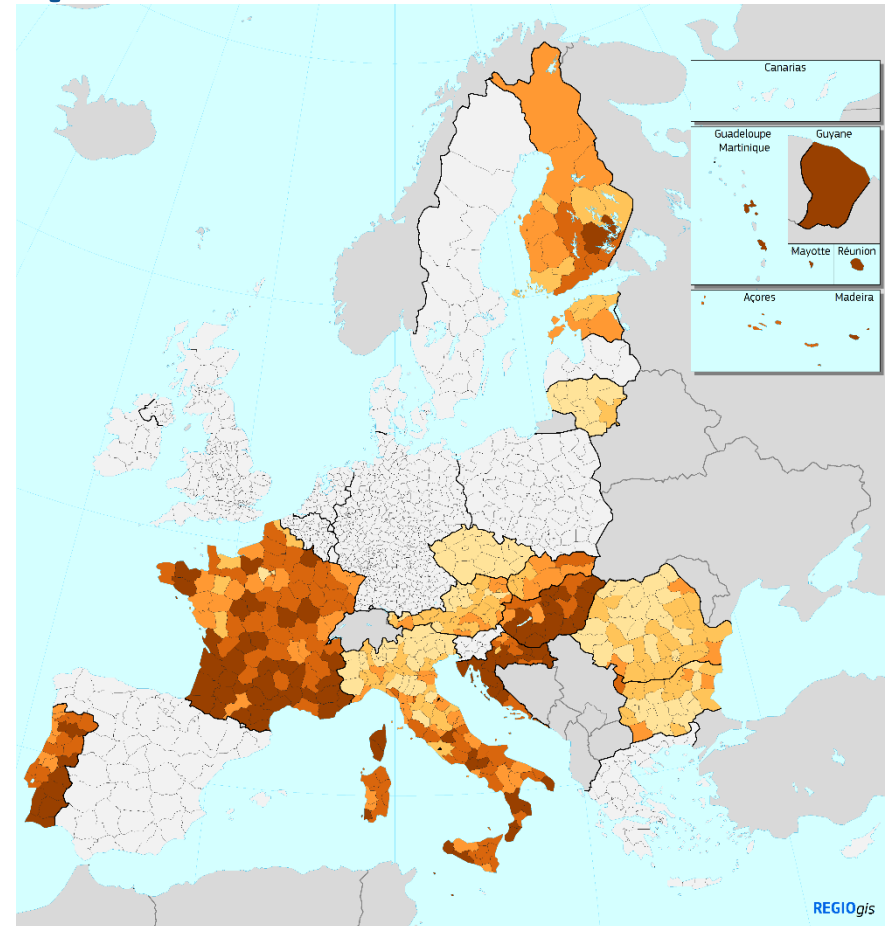 Canarias
Guadeloupe
Martinique
Guyane
Mayotte
Réunion
Açores
Madeira
REGIOgis